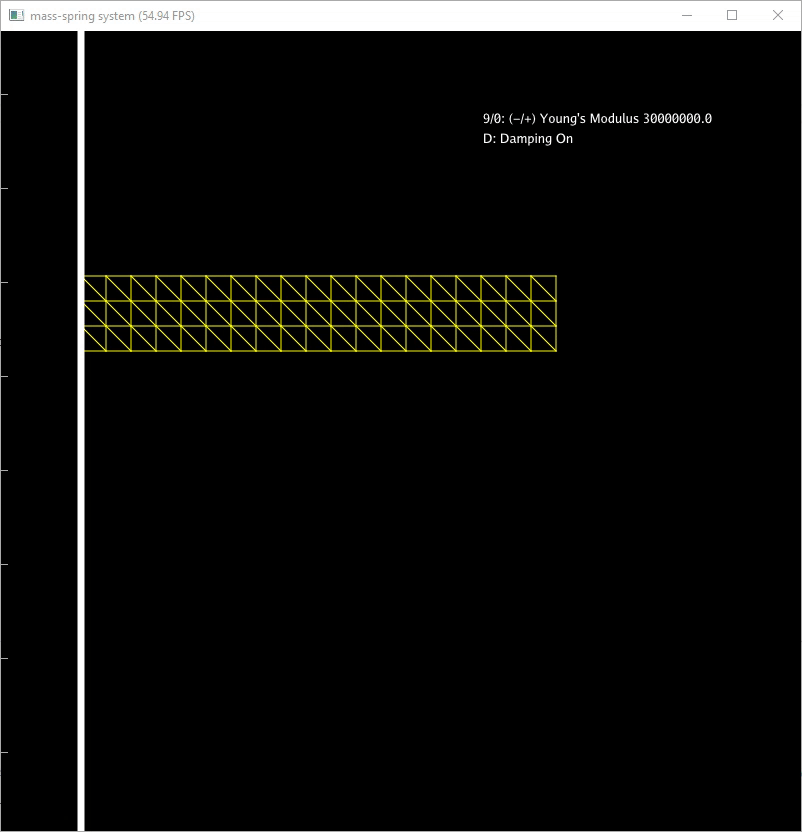 mass-spring system (54.94 FPS)
9/0: (−/+) Young's Modulus 30000000.0
D: Damping On